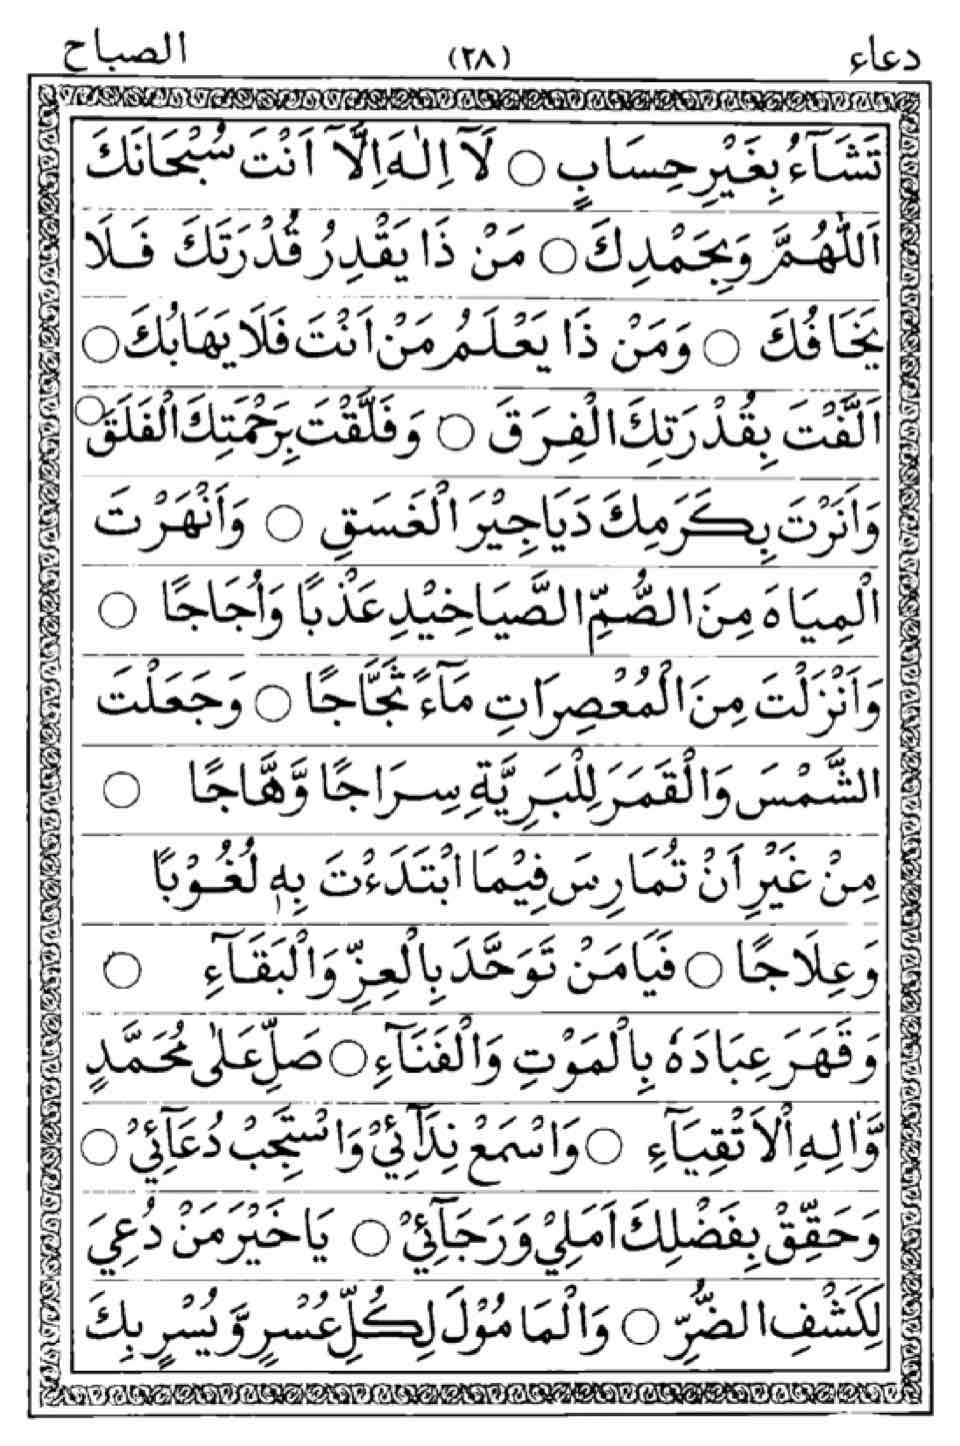 دعاء (٢٨) الصباح
تَشَآءُ بِغَيْرِ حِسَابٍ ○ لَآ اِلٰهَ اِلَّآ اَنْتَ سُبْحَانَكَ
اَللّٰهُمَّ وَبِحَمْدِكَ ○ مَنْ ذَا يَقْدِرُ قُدْرَتَكَ فَلَا
يَخَافُكَ ○ وَمَنْ ذَا يَعْلَمُ مَنْ اَنْتَ فَلَا يَهَابُكَ ○
اَلَّفْتَ بِقُدْرَتِكَ الْفِرَقَ ○ وَفَلَّقْتَ بِرَحْمَتِكَ الْفَلَقَ ○
وَاَنَرْتَ بِكَرَمِكَ دَيَاجِيْرَ الْغَسَقِ ○ وَاَنْهَرْتَ
الْمِيَاهَ مِنَ الصُّمِّ الصَّيَاخِيْدِ عَذْبًا وَاُجَاجًا ○
وَاَنْزَلْتَ مِنَ الْمُعْصِرَاتِ مَآءً ثَجَّاجًا ○ وَجَعَلْتَ
الشَّمْسَ وَالْقَمَرَ لِلْبَرِيَّةِ سِرَاجًا وَّهَّاجًا ○
مِنْ غَيْرِ اَنْ تُمَارِسَ فِيْمَا ابْتَدَءْتَ بِهٖ لُغُوْبًا
وَعِلَاجًا ○ فَيَامَنْ تَوَحَّدَ بِالْعِزِّ وَالْبَقَآءِ ○
وَقَهَرَ عِبَادَهٗ بِالْمَوْتِ وَالْفَنَآءِ ○ صَلِّ عَلٰى مُحَمَّدٍ
وَّاٰلِهِ الْاَتْقِيَآءِ ○ وَاسْمَعْ نِدَآئِيْ وَاسْتَجِبْ دُعَآئِيْ ○
وَحَقِّقْ بِفَضْلِكَ اَمَلِيْ وَرَجَآئِيْ ○ يَاخَيْرَ مَنْ دُعِيَ
لِكَشْفِ الضُّرِّ ○ وَالْمَامُوْلَ لِكُلِّ عُسْرٍ وَّيُسْرٍ بِكَ